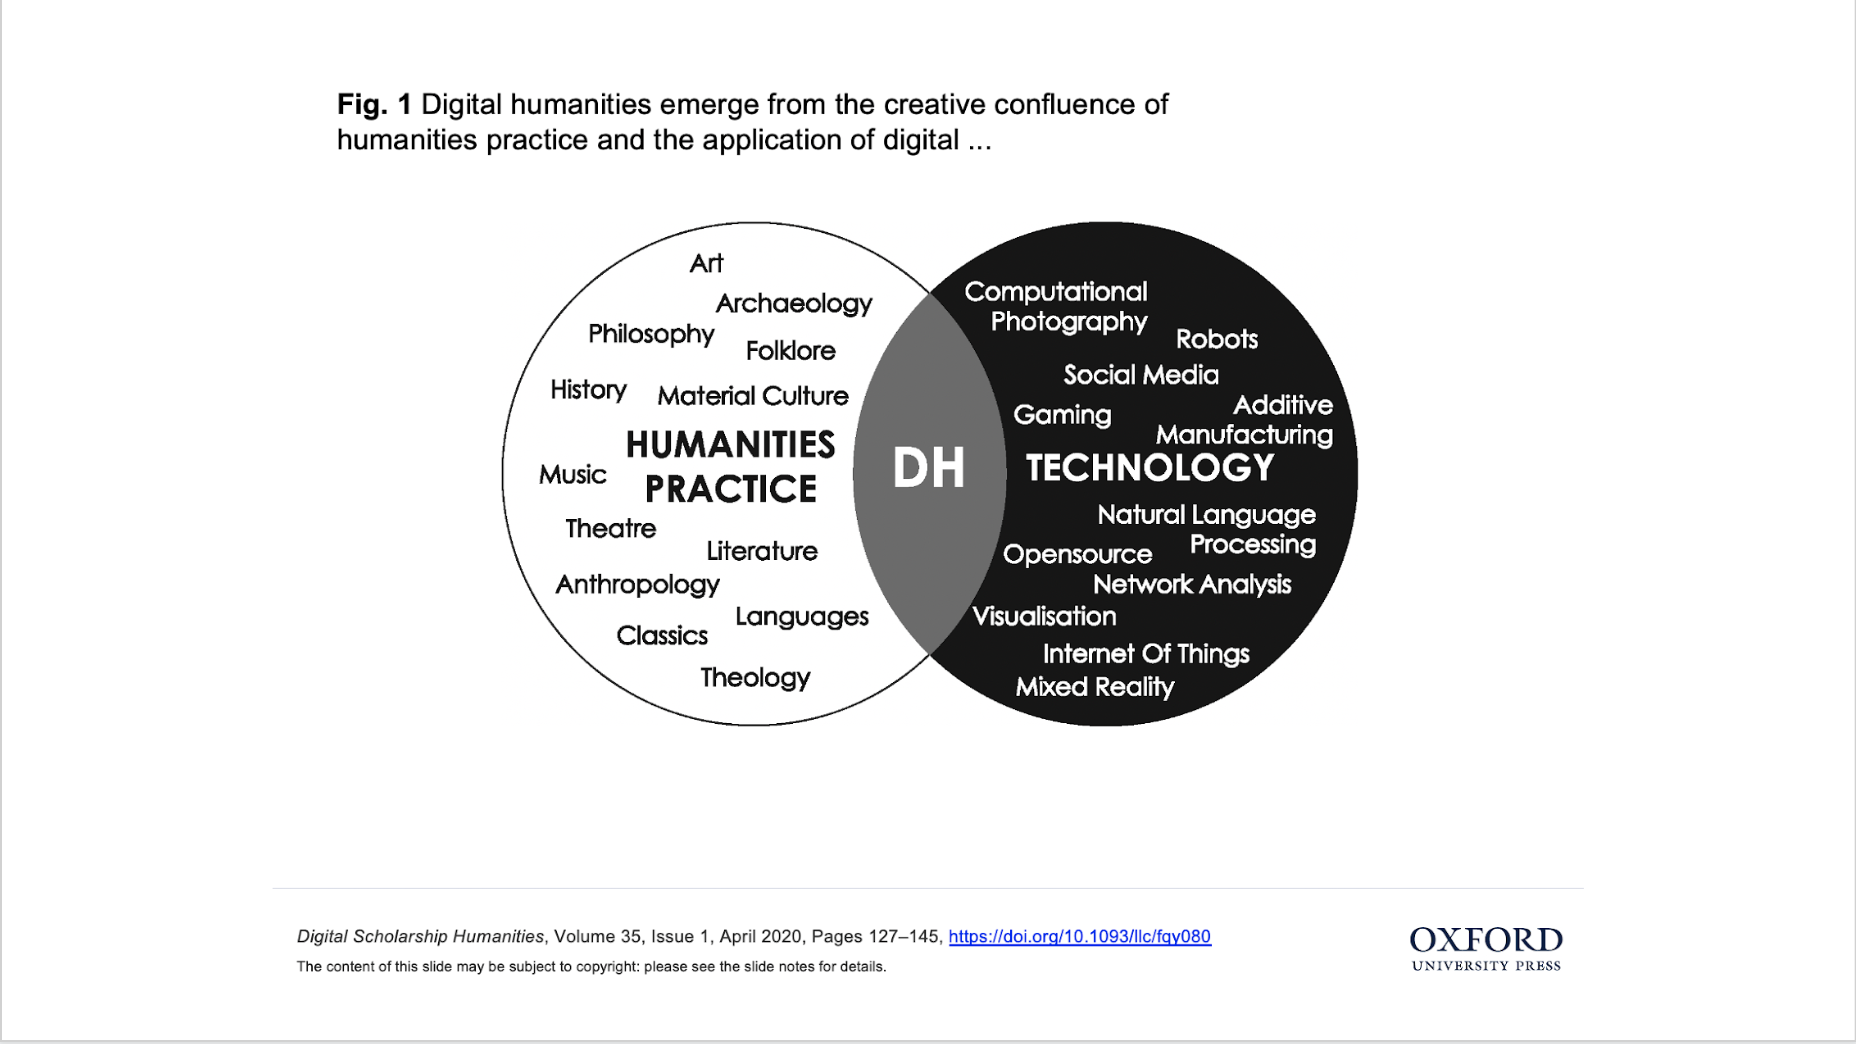 Fig. 1 Digital humanities emerge from the creative confluence of
humanities practice and the application of digital ...
Art
Archaeology
Philosophy
Folklore
History
Material Culture
HUMANITIES
PRACTICE
Music
Theatre
Literature
Anthropology
Languages
Classics
Theology
DH
Computational
Photography
Robots
Social Media
Gaming
Additive
Manufacturing
TECHNOLOGY
Natural Language
Processing
Opensource
Network Analysis
Visualisation
Internet Of Things
Mixed Reality
Digital Scholarship Humanities, Volume 35, Issue 1, April 2020, Pages 127–145, https://doi.org/10.1093/llc/fqy080
The content of this slide may be subject to copyright: please see the slide notes for details.
OXFORD
UNIVERSITY PRESS